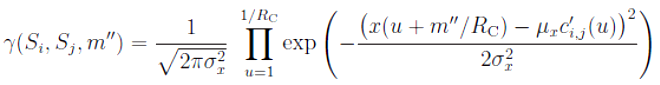 γ(S_i, S_j, m″) = \frac{1}{\sqrt{2πσ_x^2}} \prod_{u=1}^{1/R_C} \exp\left(-\frac{\left(x(u + m″/R_C) − μ_x c′_{i,j}(u)\right)^2}{2σ_x^2}\right)